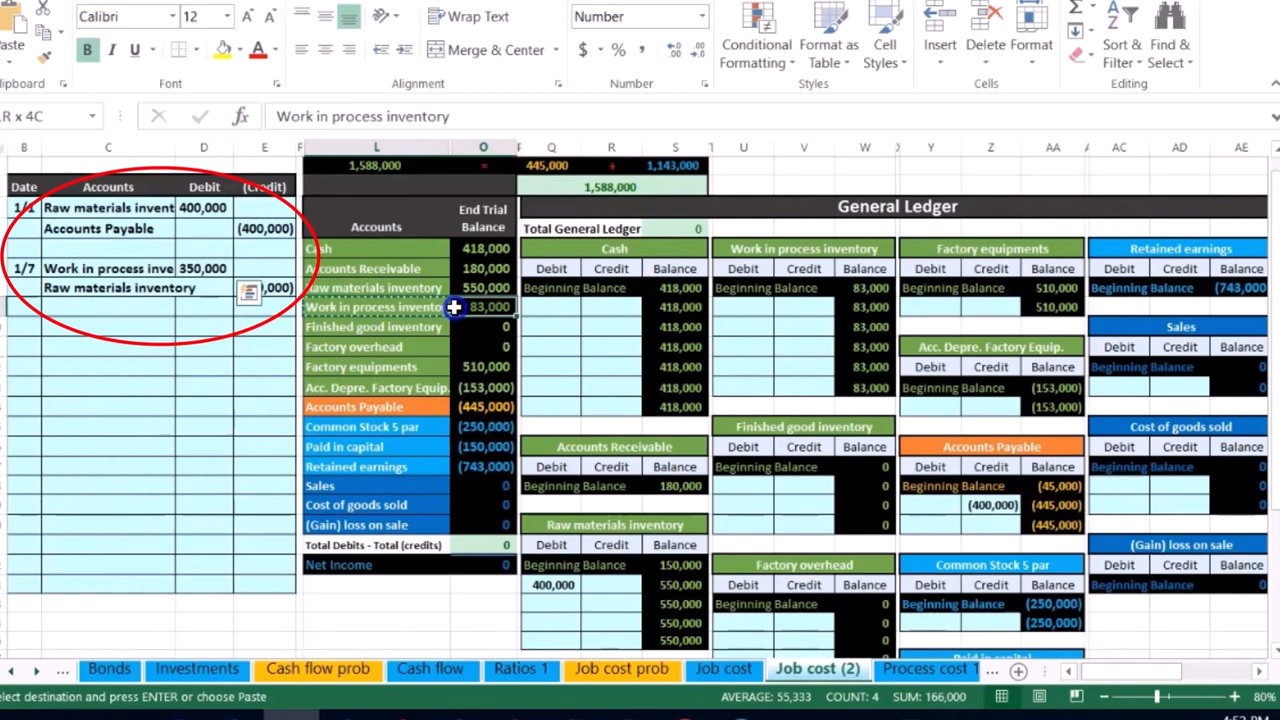 Calibri 12 Wrap Text Number
Paste B I U Merge & Center $ % , Conditional Format as Cell Insert Delete Format Sort & Find &
Formatting Table Styles Filter Select
Clipboard Font Alignment Number Styles Cells Editing
R x 4C fx Work in process inventory
B C D E F L O Q R S T U V W Y Z AA AC AD AE
1,588,000 = 445,000 + 1,143,000
Date Accounts Debit (Credit) 1,588,000
1/1 Raw materials invent 400,000 Accounts End Trial Balance General Ledger
Accounts Payable (400,000) Total General Ledger 0
Cash 418,000 Cash Work in process inventory Factory equipments Retained earnings
1/7 Work in process inve 350,000 Accounts Receivable 180,000 Debit Credit Balance Debit Credit Balance Debit Credit Balance Debit Credit Balance
Raw materials inventory ,000) Raw materials inventory 550,000 Beginning Balance 418,000 Beginning Balance 83,000 Beginning Balance 510,000 Beginning Balance (743,000
Work in process invento 83,000 418,000 83,000 510,000
Finished good inventory 0 418,000 83,000 Sales
Factory overhead 0 418,000 83,000 Acc. Depre. Factory Equip. Debit Credit Balance
Factory equipments 510,000 418,000 83,000 Debit Credit Balance Beginning Balance 0
Acc. Depre. Factory Equip. (153,000) 418,000 83,000 Beginning Balance (153,000) 0
Accounts Payable (445,000) 418,000 (153,000)
Common Stock 5 par (250,000) Finished good inventory Cost of goods sold
Paid in capital (150,000) Accounts Receivable Debit Credit Balance Accounts Payable Debit Credit Balance
Retained earnings (743,000) Debit Credit Balance Beginning Balance 0 Debit Credit Balance Beginning Balance 0
Sales 0 Beginning Balance 180,000 0 Beginning Balance (45,000) 0
Cost of goods sold 0 0 (400,000) (445,000) 0
(Gain) loss on sale 0 Raw materials inventory 0 (445,000)
Total Debits - Total (credits) 0 Debit Credit Balance (Gain) loss on sale
Net Income 0 Beginning Balance 150,000 Factory overhead Common Stock 5 par Debit Credit Balance
400,000 550,000 Debit Credit Balance Debit Credit Balance Beginning Balance 0
550,000 Beginning Balance 0 Beginning Balance (250,000)
550,000 0 (250,000)
550,000 0
... Bonds Investments Cash flow prob Cash flow Ratios 1 Job cost prob Job cost Job cost (2) Process cost 1 ...
elect destination and press ENTER or choose Paste AVERAGE: 55,333 COUNT: 4 SUM: 166,000 80%